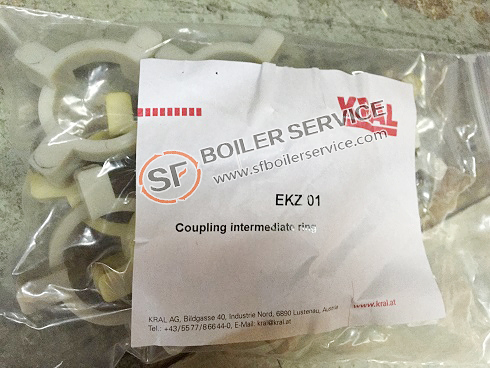 KRAL
BOILER SERVICE
SF
www.sfboilerservice.com
EKZ 01
Coupling intermediate ring
KRAL AG, Bildgasse 40, Industrie Nord, 6890 Lustenau, Austria
www.kral.at
Tel.: +43/5577/86644-0, E-Mail: kral@kral.at